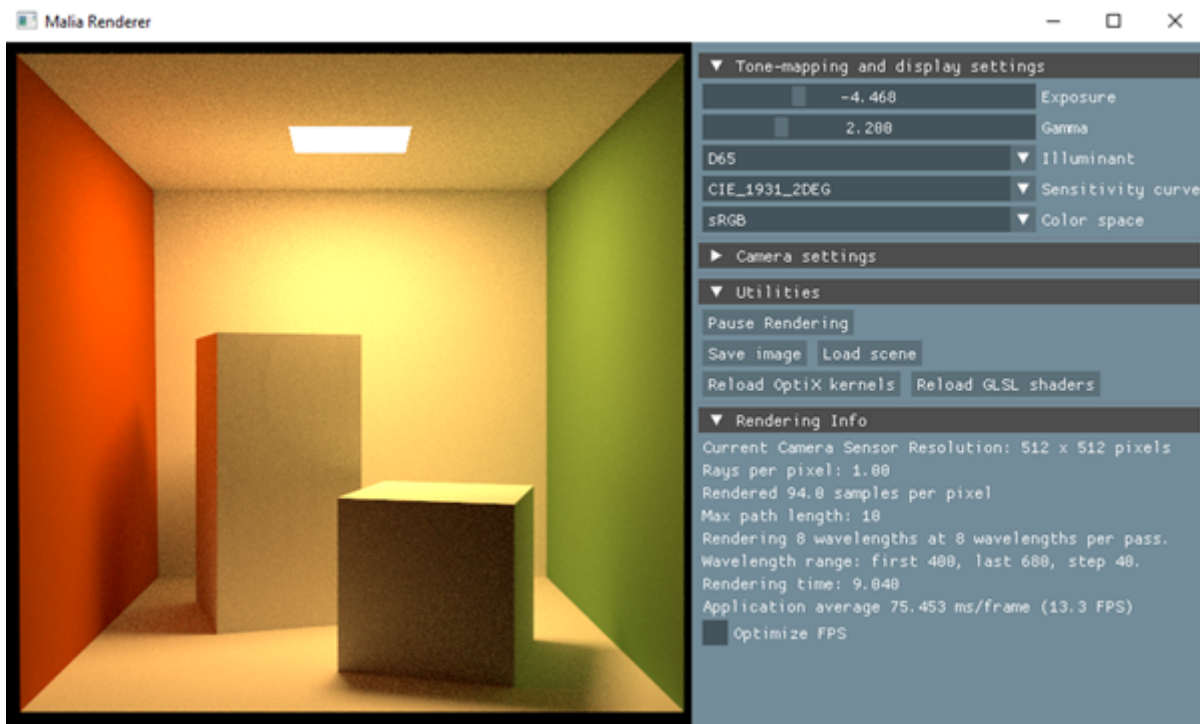 Malia Renderer
Tone-mapping and display settings
-4.468 Exposure
2.200 Gamma
D65 Illuminant
CIE_1931_2DEG Sensitivity curve
sRGB Color space
Camera settings
Utilities
Pause Rendering
Save image Load scene
Reload OptiX kernels Reload GLSL shaders
Rendering Info
Current Camera Sensor Resolution: 512 x 512 pixels
Rays per pixel: 1.00
Rendered 94.0 samples per pixel
Max path length: 10
Rendering 8 wavelengths at 8 wavelengths per pass.
Wavelength range: first 400, last 680, step 40.
Rendering time: 9.040
Application average 75.453 ms/frame (13.3 FPS)
Optimize FPS